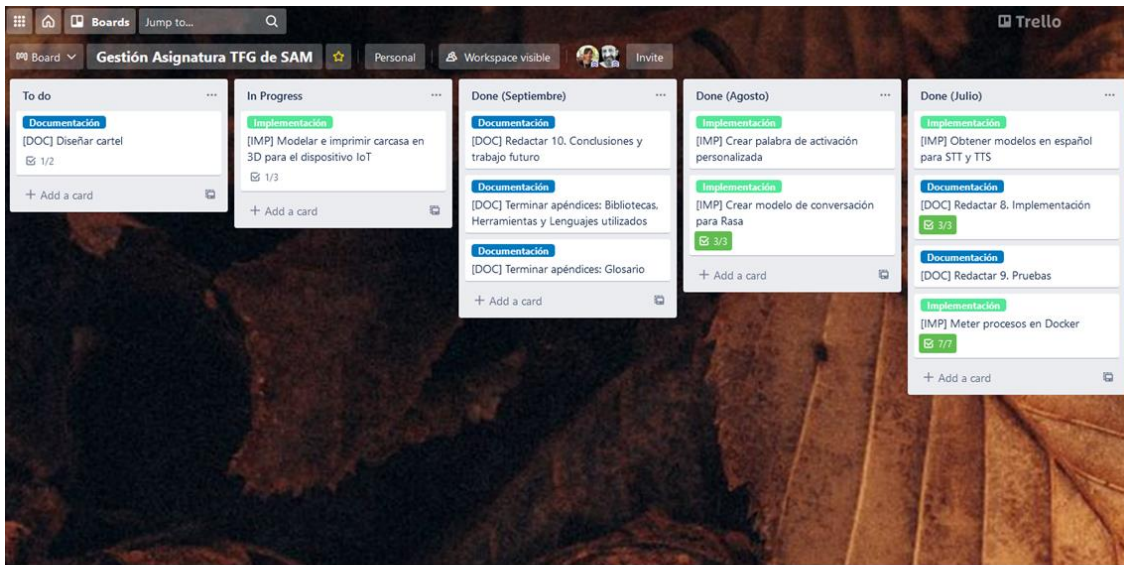 Boards
Jump to...
Trello
Board
Gestión Asignatura TFG de SAM
Personal
Workspace visible
Invite
To do
Documentación
[DOC] Diseñar cartel
1/2
+ Add a card
In Progress
Implementación
[IMP] Modelar e imprimir carcasa en
3D para el dispositivo IoT
1/3
+ Add a card
Done (Septiembre)
Documentación
[DOC] Redactar 10. Conclusiones y
trabajo futuro
Documentación
[DOC] Terminar apéndices: Bibliotecas,
Herramientas y Lenguajes utilizados
Documentación
[DOC] Terminar apéndices: Glosario
+ Add a card
Done (Agosto)
Implementación
[IMP] Crear palabra de activación
personalizada
Implementación
[IMP] Crear modelo de conversación
para Rasa
3/3
+ Add a card
Done (Julio)
Implementación
[IMP] Obtener modelos en español
para STT y TTS
Documentación
[DOC] Redactar 8. Implementación
3/3
Documentación
[DOC] Redactar 9. Pruebas
Implementación
[IMP] Meter procesos en Docker
7/7
+ Add a card